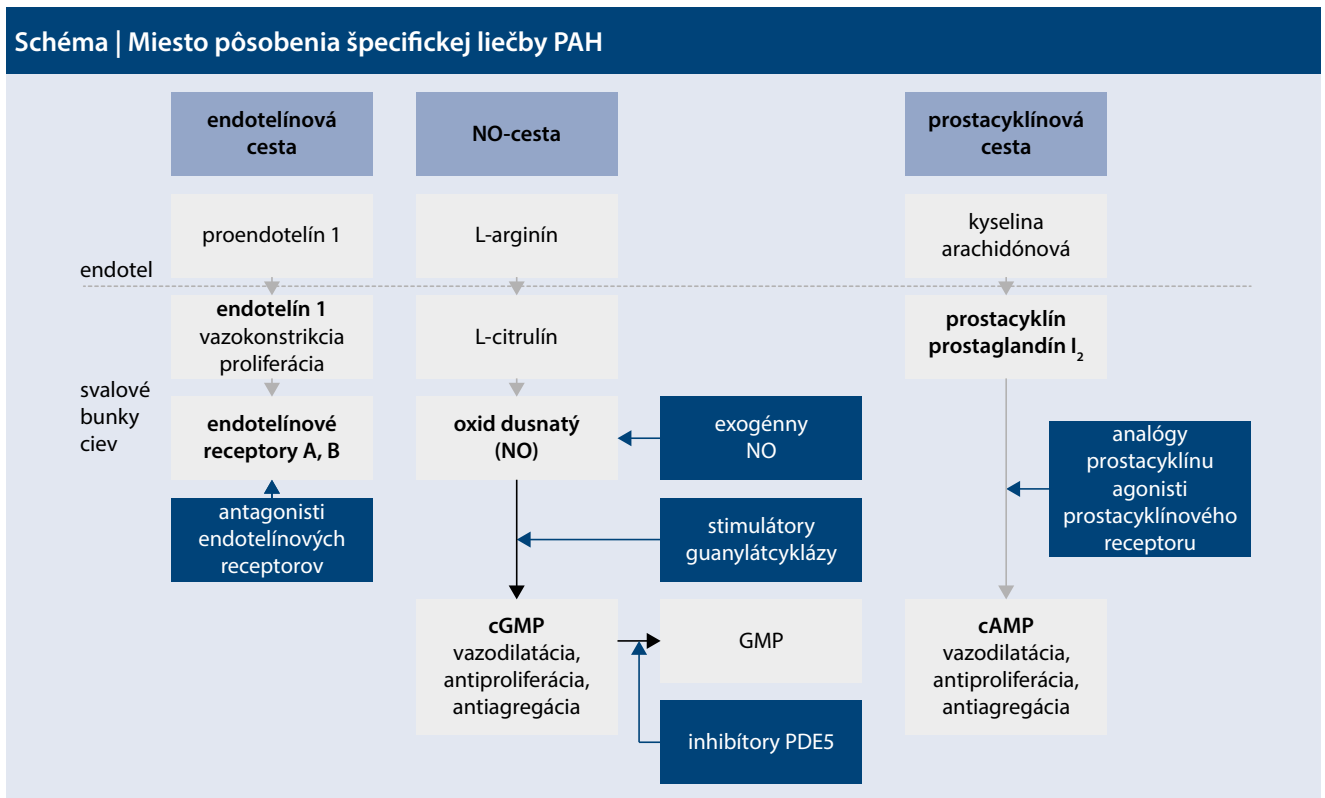 Schéma | Miesto pôsobenia špecifickej liečby PAH
endotelínová
cesta
NO-cesta
prostacyklínová
cesta
proendotelín 1
L-arginín
kyselina
arachidónová
endotel
endotelín 1
vazokonstrikcia
proliferácia
L-citrulín
prostacyklín
prostaglandín I₂
svalové
bunky
ciev
endotelínové
receptory A, B
oxid dusnatý
(NO)
exogénny
NO
analógy
prostacyklínu
agonisti
prostacyklínového
receptoru
antagonisti
endotelínových
receptorov
stimulátory
guanylátcyklázy
cGMP
vazodilatácia,
antiproliferácia,
antiagregácia
GMP
cAMP
vazodilatácia,
antiproliferácia,
antiagregácia
inhibítory PDE5